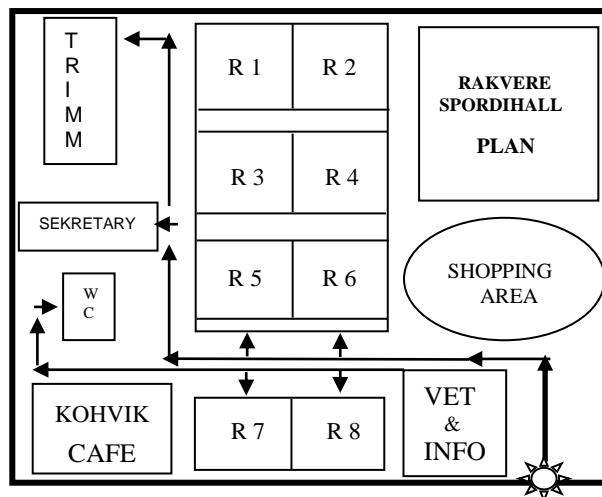 T
R
I
M
M
R 1
R 2
RAKVERE
SPORDIHALL
PLAN
R 3
R 4
SEKRETARY
R 5
R 6
SHOPPING
AREA
W
C
KOHVIK
CAFE
R 7
R 8
VET
&
INFO